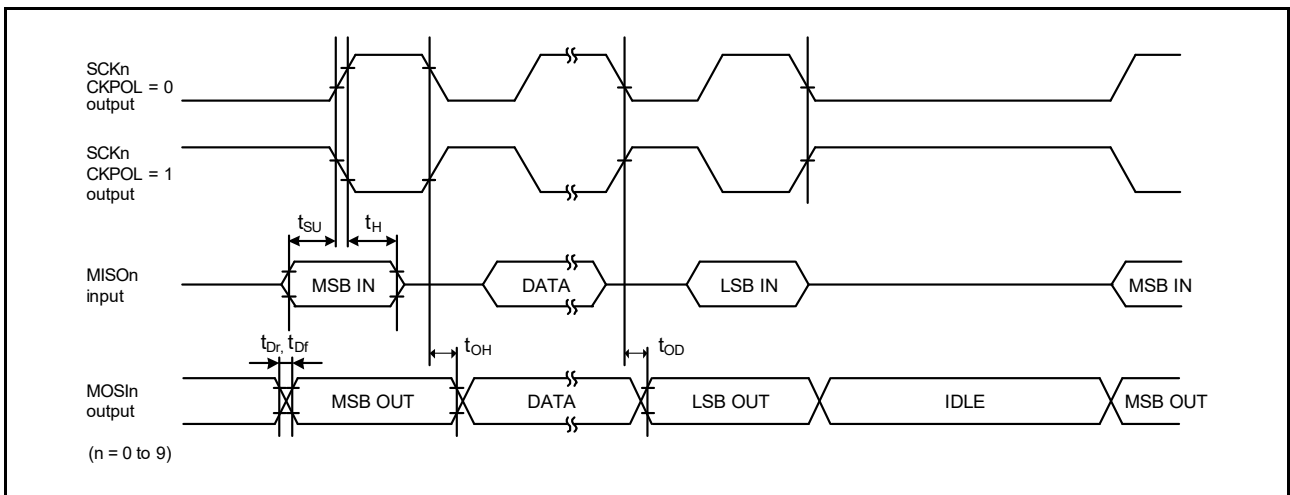 SCKn
CKPOL = 0
output
SCKn
CKPOL = 1
output
tSU
tH
MISOn
input
MSB IN
DATA
LSB IN
MSB IN
tDr, tDf
tOH
tOD
MOSIn
output
MSB OUT
DATA
LSB OUT
IDLE
MSB OUT
(n = 0 to 9)